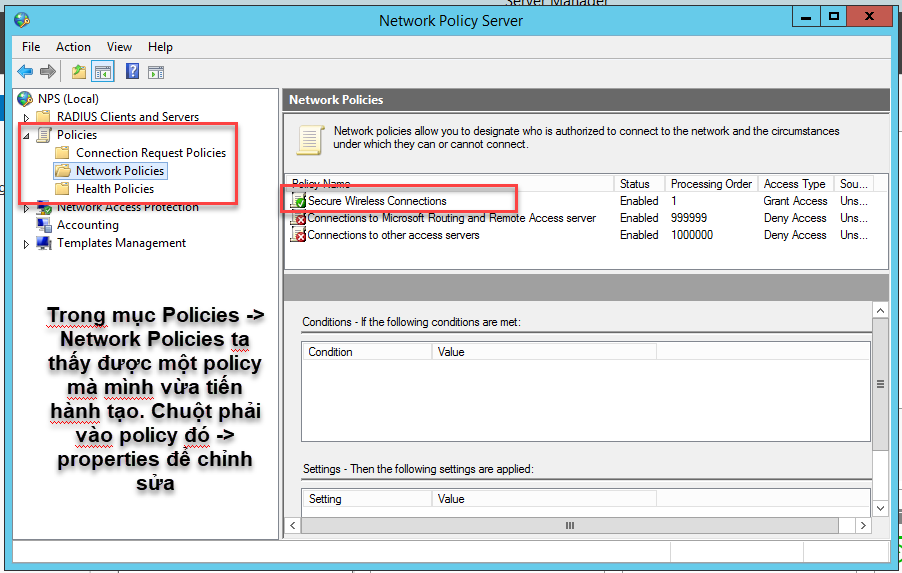 Server Manager
Network Policy Server
File Action View Help
NPS (Local)
RADIUS Clients and Servers
Policies
Connection Request Policies
Network Policies
Health Policies
Network Access Protection
Accounting
Templates Management
Trong mục Policies ->
Network Policies ta
thấy được một policy
mà mình vừa tiến
hành tạo. Chuột phải
vào policy đó ->
properties để chỉnh
sửa
Network Policies
Network policies allow you to designate who is authorized to connect to the network and the circumstances
under which they can or cannot connect.
Policy Name Status Processing Order Access Type Sou...
Secure Wireless Connections Enabled 1 Grant Access Uns...
Connections to Microsoft Routing and Remote Access server Enabled 999999 Deny Access Uns...
Connections to other access servers Enabled 1000000 Deny Access Uns...
Conditions - If the following conditions are met:
Condition Value
Settings - Then the following settings are applied:
Setting Value